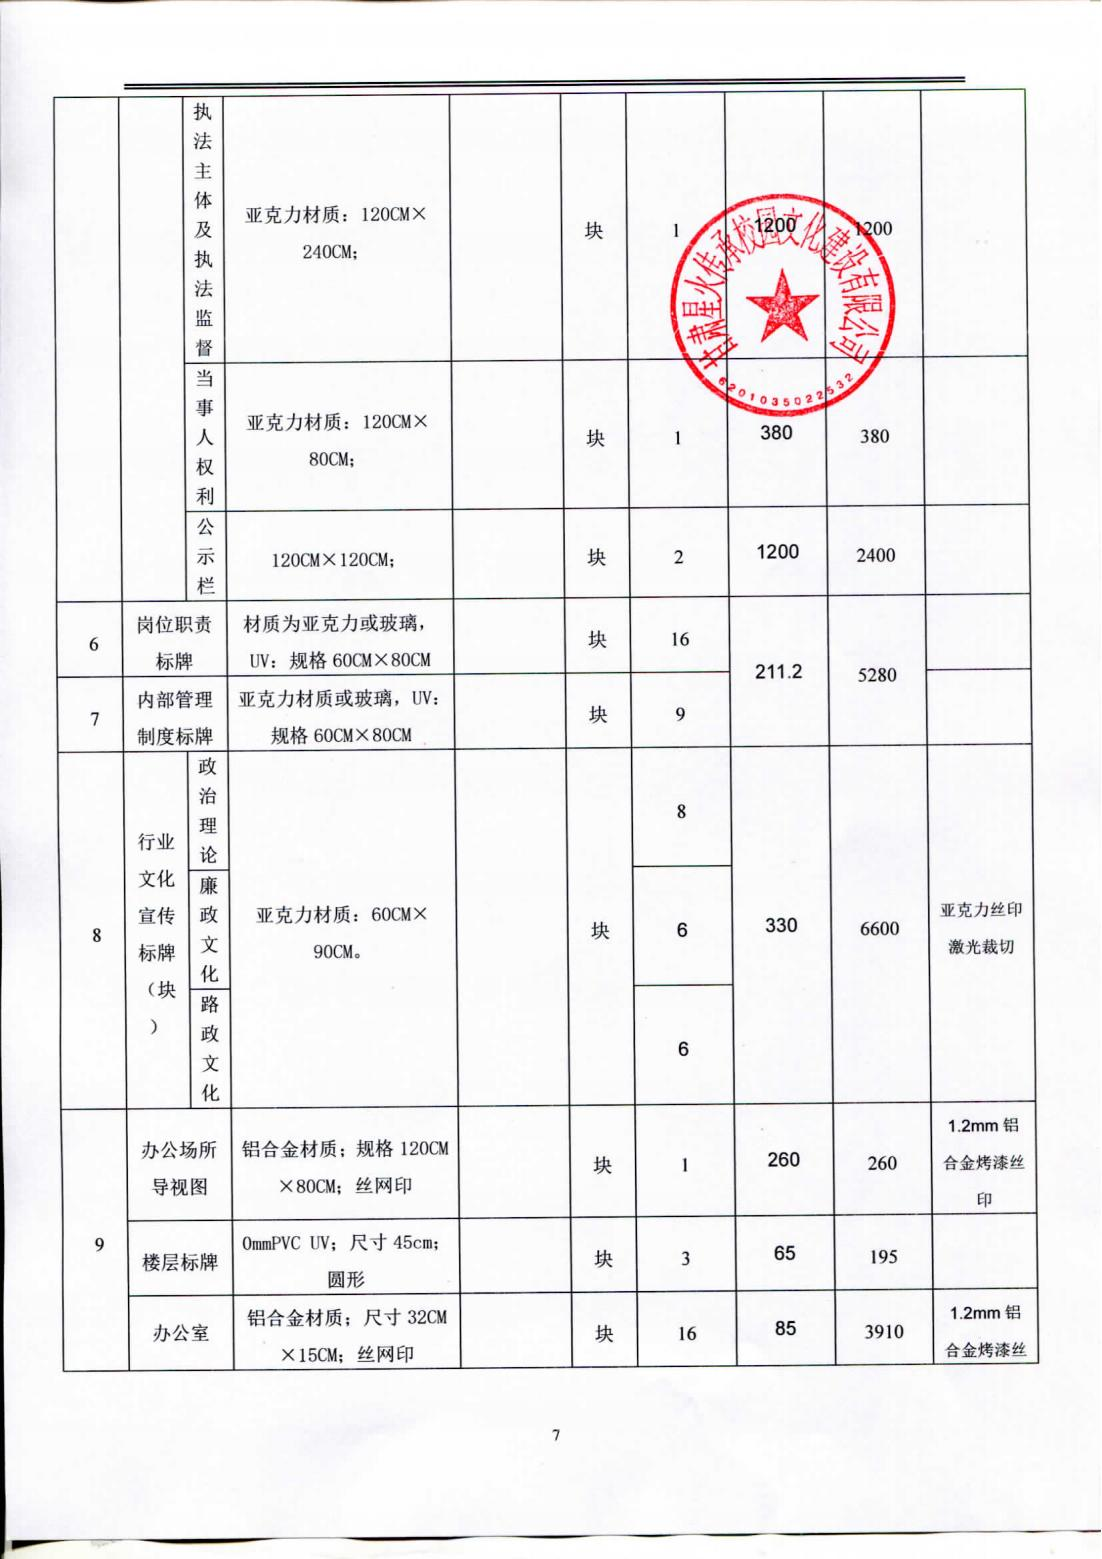 执
法
主
体
及
执
法
监
督
亚克力材质：120CM×
240CM；
块
1
1200
1200
甘肃星火传承校园文化建设有限公司
6201035022532
当
事
人
权
利
亚克力材质：120CM×
80CM；
块
1
380
380
公
示
栏
120CM×120CM；
块
2
1200
2400
6
岗位职责
标牌
材质为亚克力或玻璃，
UV：规格 60CM×80CM
块
16
211.2
5280
7
内部管理
制度标牌
亚克力材质或玻璃，UV：
规格 60CM×80CM
块
9
8
行业
文化
宣传
标牌
（块
）
政
治
理
论
廉
政
文
化
路
政
文
化
亚克力材质：60CM×
90CM。
块
8
6
6
330
6600
亚克力丝印
激光裁切
9
办公场所
导视图
铝合金材质；规格 120CM
×80CM；丝网印
块
1
260
260
1.2mm 铝
合金烤漆丝
印
楼层标牌
0mmPVC UV；尺寸 45cm；
圆形
块
3
65
195
办公室
铝合金材质；尺寸 32CM
×15CM；丝网印
块
16
85
3910
1.2mm 铝
合金烤漆丝
7